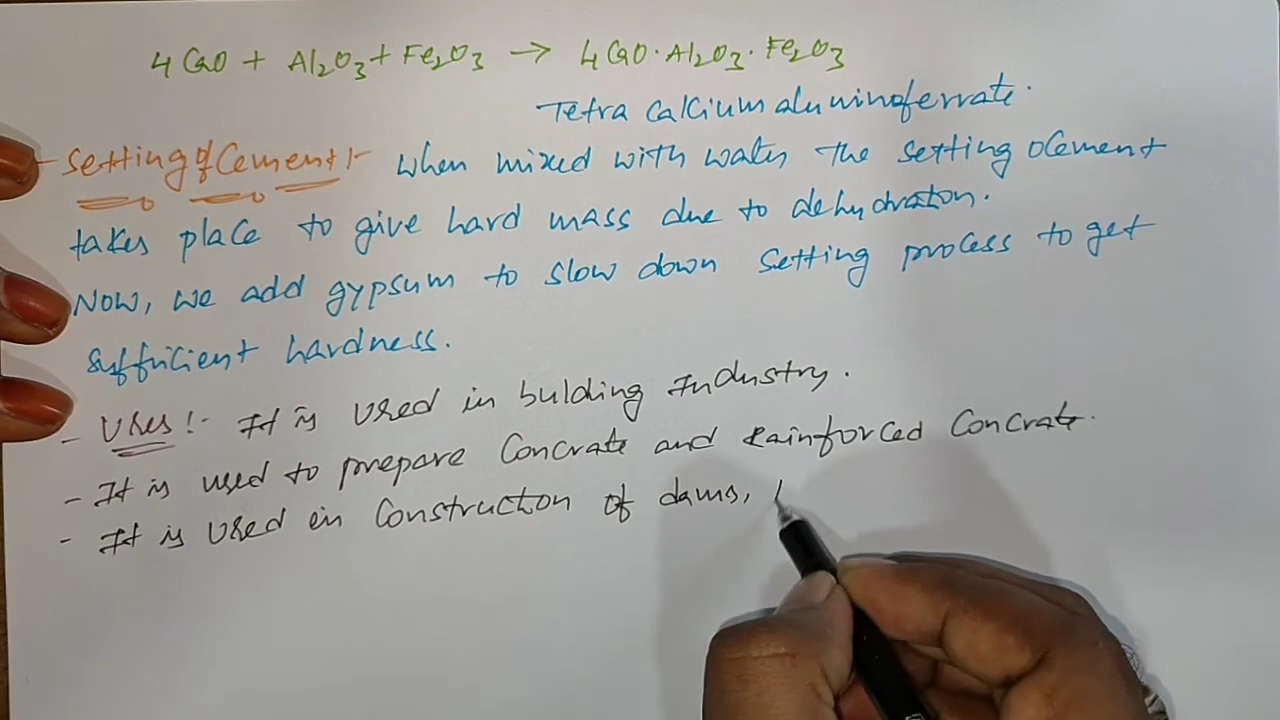 4CaO + Al₂O₃ + Fe₂O₃ → 4CaO·Al₂O₃·Fe₂O₃
Tetra calcium aluminoferrate.
- Setting of Cement :- when mixed with water the setting of cement
takes place to give hard mass due to dehydration.
Now, we add gypsum to slow down setting process to get
sufficient hardness.
- Uses :- It is used in bulding Industry.
- It is used to prepare Concrate and Rainforced Concrate.
- It is used in Construction of dams,